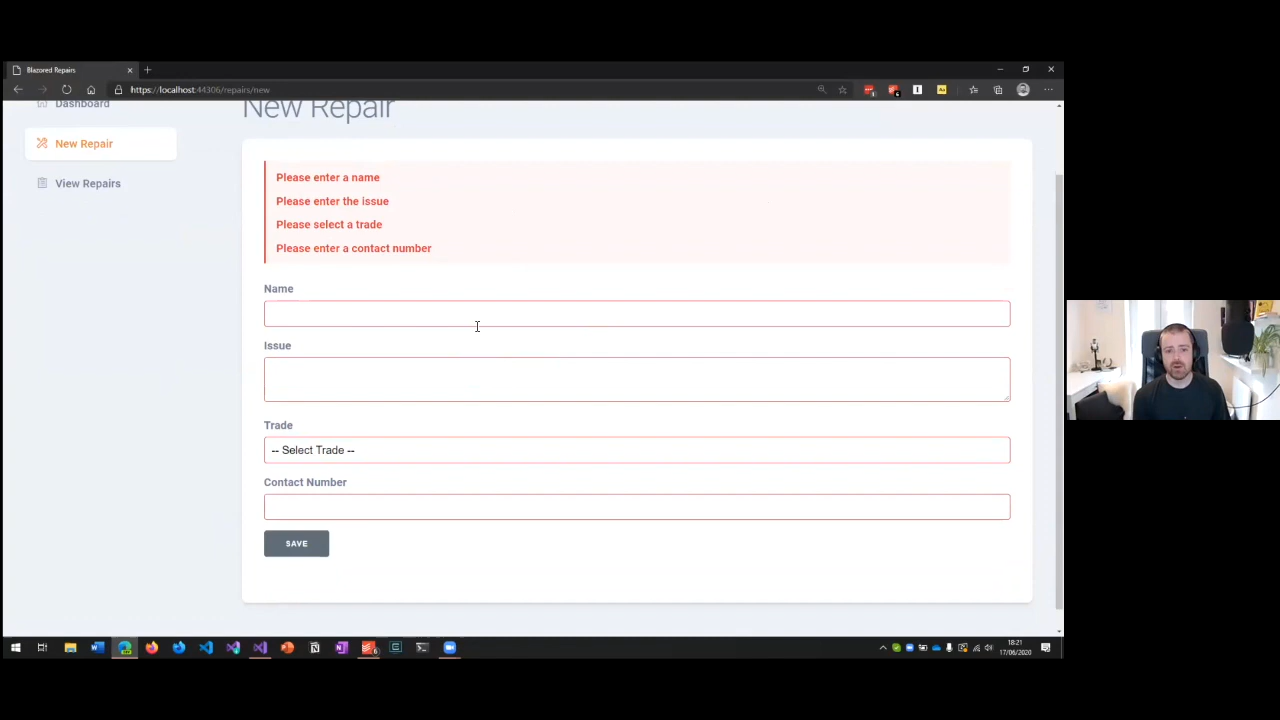 Blazored Repairs
https://localhost:44306/repairs/new
Dashboard
New Repair
New Repair
View Repairs
Please enter a name
Please enter the issue
Please select a trade
Please enter a contact number
Name
Issue
Trade
-- Select Trade --
Contact Number
SAVE
18:21
17/06/2020